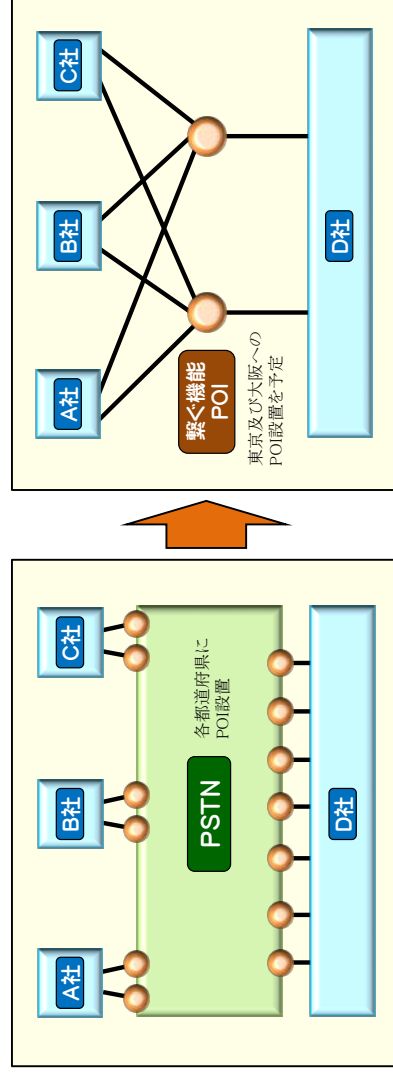 A社
B社
C社
PSTN
各都道府県に
POI設置
D社
A社
B社
C社
繋ぐ機能
POI
東京及び大阪への
POI設置を予定
D社